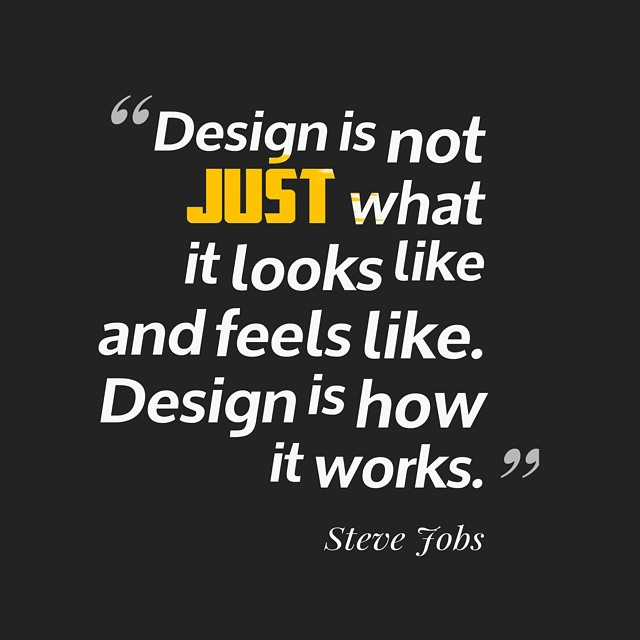 “Design is not
JUST what
it looks like
and feels like.
Design is how
it works.”
Steve Jobs